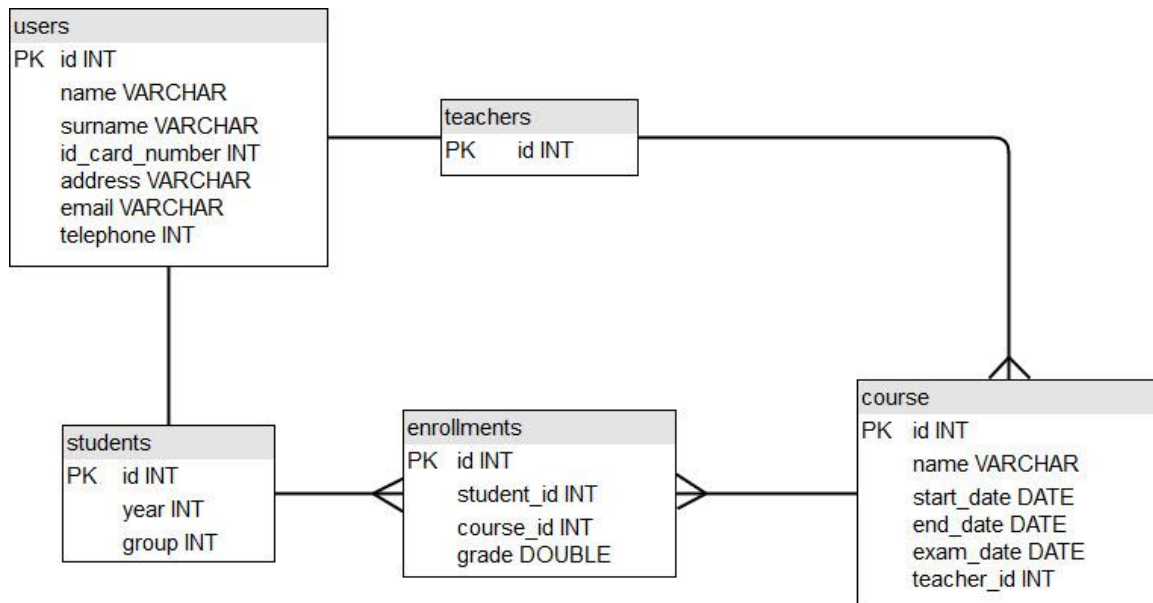 users
PK id INT
name VARCHAR
surname VARCHAR
id_card_number INT
address VARCHAR
email VARCHAR
telephone INT
teachers
PK id INT
students
PK id INT
year INT
group INT
enrollments
PK id INT
student_id INT
course_id INT
grade DOUBLE
course
PK id INT
name VARCHAR
start_date DATE
end_date DATE
exam_date DATE
teacher_id INT